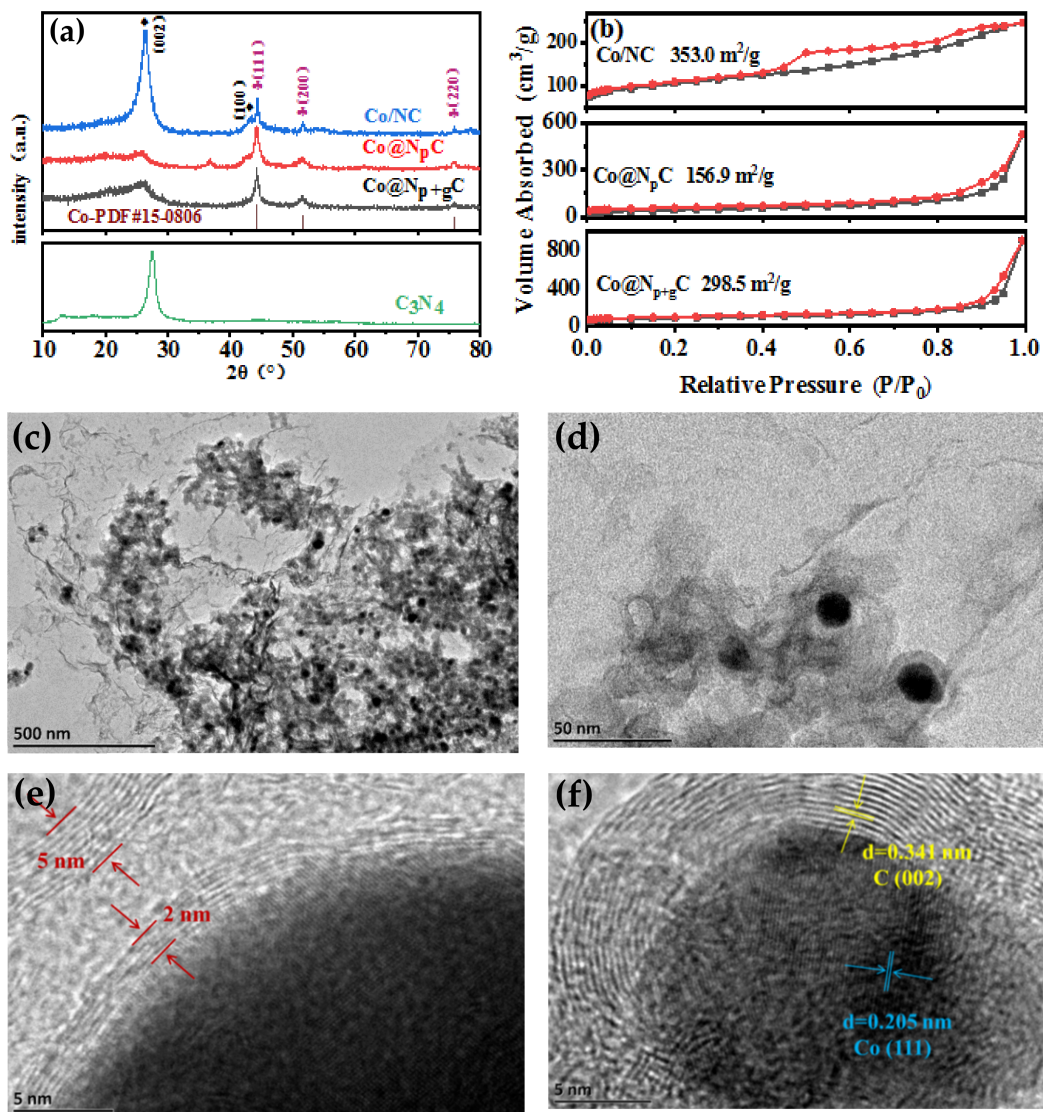 (a)
♦(002)
(100)♦
♣(111)
♣(200)
♣(220)
Co/NC
Co@NpC
Co@Np+gC
Co-PDF#15-0806
C3N4
intensity (a.u.)
10 20 30 40 50 60 70 80
2θ (°)
(b)
Co/NC 353.0 m²/g
200
100
600
Co@NpC 156.9 m²/g
300
0
800
Co@Np+gC 298.5 m²/g
400
0
Volume Absorbed (cm³/g)
0.0 0.2 0.4 0.6 0.8 1.0
Relative Pressure (P/P0)
(c)
500 nm
(d)
50 nm
(e)
5 nm
2 nm
5 nm
(f)
d=0.341 nm
C (002)
d=0.205 nm
Co (111)
5 nm